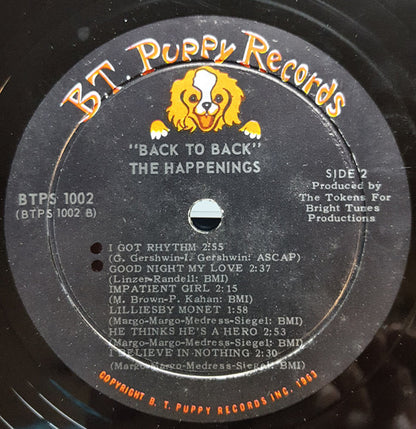 B.T. PUPPY RECORDS
"BACK TO BACK"
THE HAPPENINGS
BTPS 1002
(BTPS 1002 B)
SIDE 2
Produced by
The Tokens For
Bright Tunes
Productions
I GOT RHYTHM 2:55
(G. Gershwin-I. Gershwin: ASCAP)
GOOD NIGHT MY LOVE 2:37
(Linzer-Randell: BMI)
IMPATIENT GIRL 2:15
(M. Brown-P. Kahan: BMI)
LILLIESBY MONET 1:58
(Margo-Margo-Medress-Siegel: BMI)
HE THINKS HE'S A HERO 2:53
(Margo-Margo-Medress-Siegel: BMI)
I BELIEVE IN NOTHING 2:30
(Margo-Margo-Medress-Siegel: BMI)
COPYRIGHT B. T. PUPPY RECORDS INC. 1963